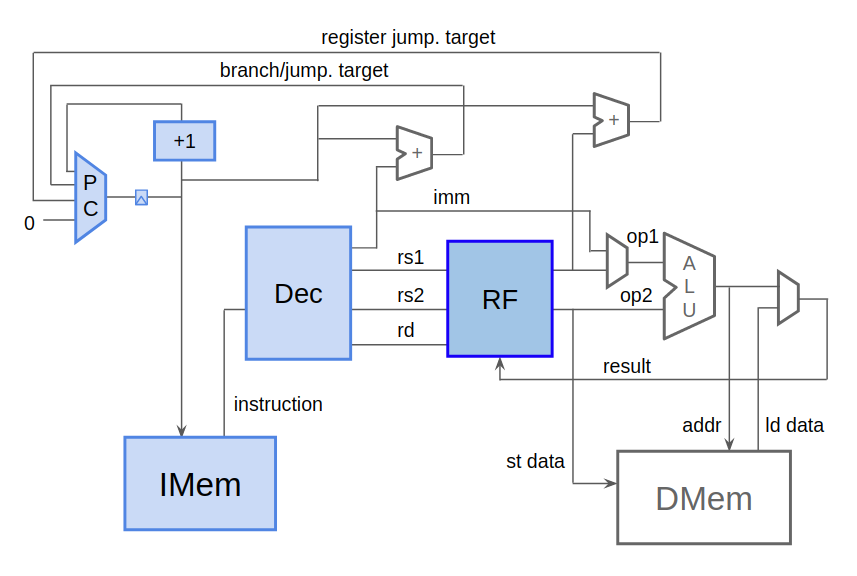 register jump. target
branch/jump. target
+1
+
+
P
C
0
imm
Dec
rs1
rs2
rd
RF
op1
op2
A
L
U
result
instruction
addr
ld data
st data
IMem
DMem